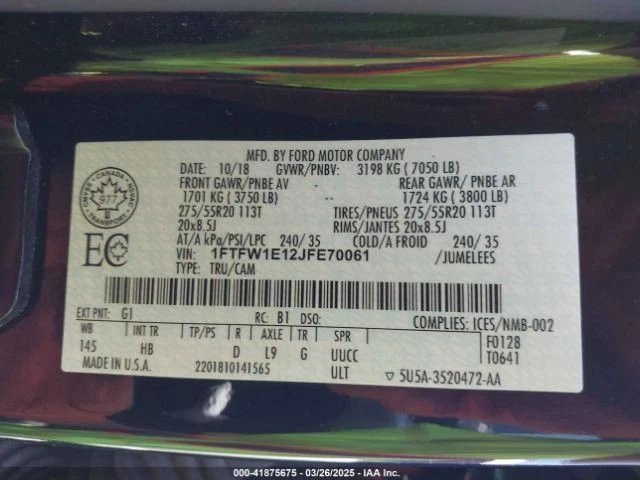 MFD. BY FORD MOTOR COMPANY
DATE: 10/18 GVWR/PNBV: 3198 KG ( 7050 LB)
FRONT GAWR/PNBE AV REAR GAWR/ PNBE AR
1701 KG ( 3750 LB) -- 1724 KG ( 3800 LB)
275/55R20 113T TIRES/PNEUS 275/55R20 113T
20x8.5J RIMS/JANTES 20x8.5J
AT/A kPa/PSI/LPC 240/ 35 COLD/A FROID 240/ 35
VIN: 1FTFW1E12JFE70061 /JUMELEES
TYPE: TRU/CAM
CANADA
977
TRANSPORT
EC
EXT PNT: G1 RC: B1 DSO: COMPLIES: ICES/NMB-002
WB INT TR TP/PS R AXLE TR SPR F0128
145 HB D L9 G UUCC T0641
MADE IN U.S.A. 2201810141565 ULT ▽ 5U5A-3520472-AA
000-41875675 - 03/26/2025 - IAA Inc.